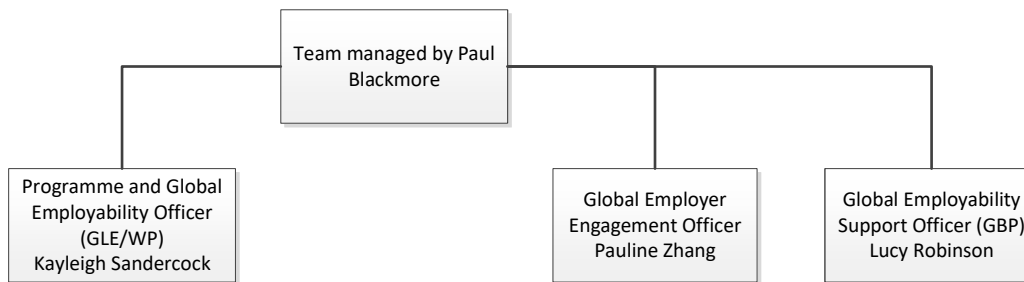 Team managed by Paul
Blackmore
Programme and Global
Employability Officer
(GLE/WP)
Kayleigh Sandercock
Global Employer
Engagement Officer
Pauline Zhang
Global Employability
Support Officer (GBP)
Lucy Robinson